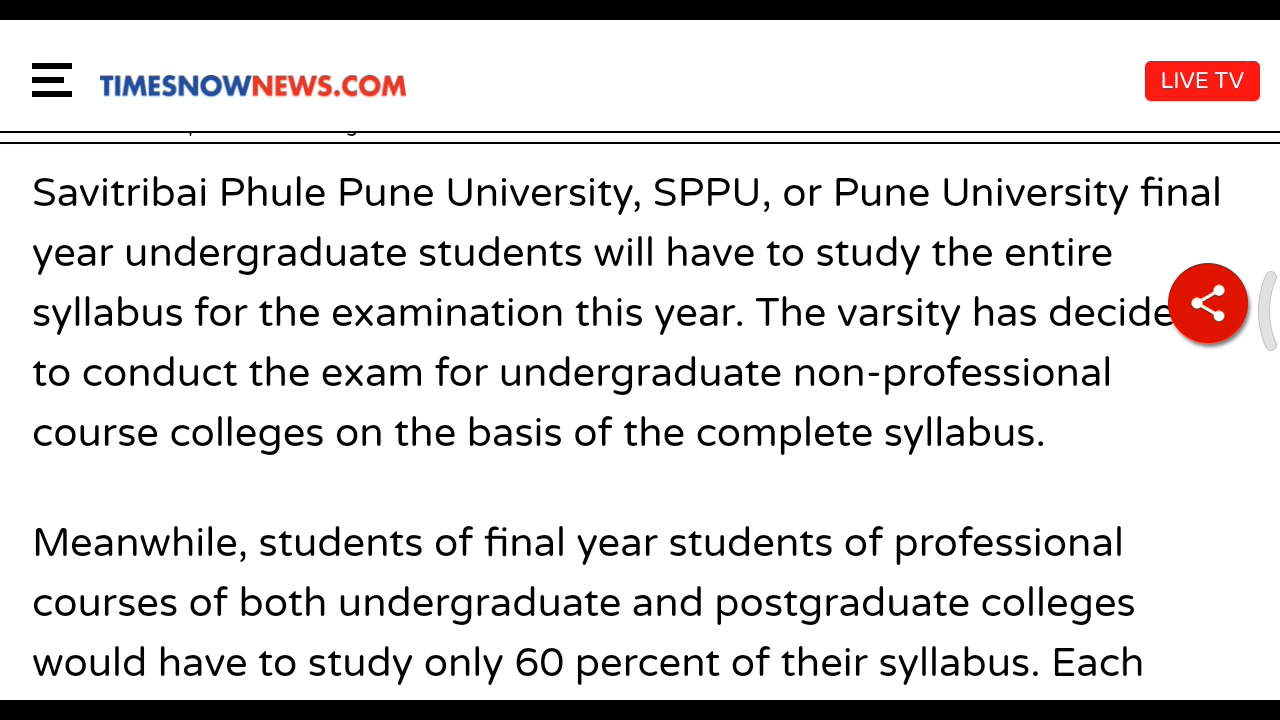 TIMESNOWNEWS.COM
LIVE TV
Savitribai Phule Pune University, SPPU, or Pune University final
year undergraduate students will have to study the entire
syllabus for the examination this year. The varsity has decide
to conduct the exam for undergraduate non-professional
course colleges on the basis of the complete syllabus.
Meanwhile, students of final year students of professional
courses of both undergraduate and postgraduate colleges
would have to study only 60 percent of their syllabus. Each